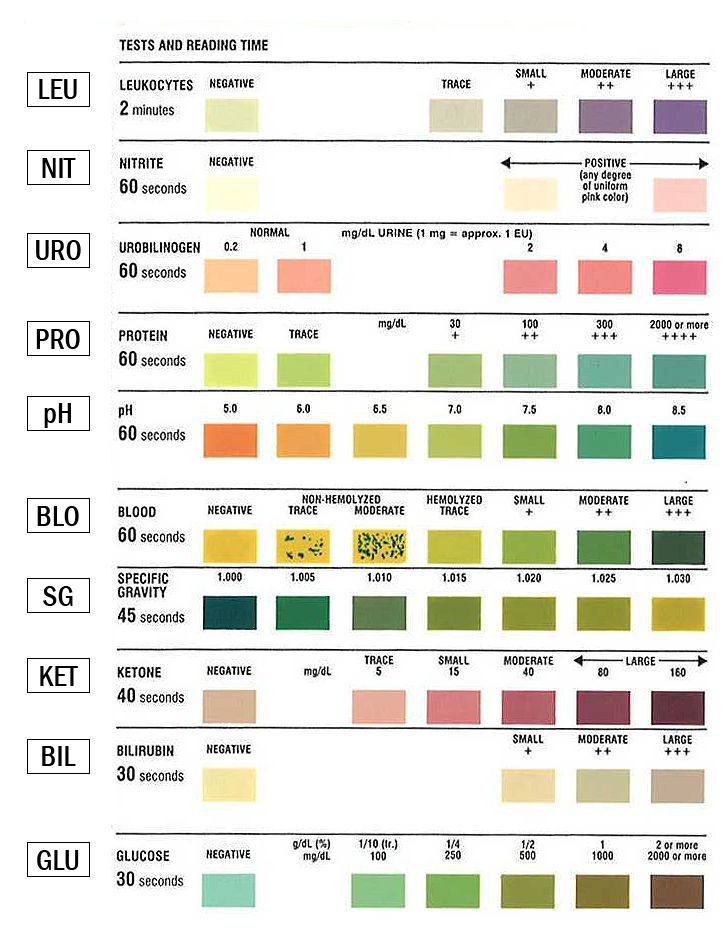 TESTS AND READING TIME
LEU
LEUKOCYTES
2 minutes
NEGATIVE
TRACE
SMALL
+
MODERATE
++
LARGE
+++
NIT
NITRITE
60 seconds
NEGATIVE
POSITIVE
(any degree
of uniform
pink color)
URO
UROBILINOGEN
60 seconds
NORMAL
mg/dL URINE (1 mg = approx. 1 EU)
0.2 1 2 4 8
PRO
PROTEIN
60 seconds
NEGATIVE
TRACE
mg/dL
30
+
100
++
300
+++
2000 or more
++++
pH
pH
60 seconds
5.0 6.0 6.5 7.0 7.5 8.0 8.5
BLO
BLOOD
60 seconds
NEGATIVE
NON-HEMOLYZED
TRACE MODERATE
HEMOLYZED
TRACE
SMALL
+
MODERATE
++
LARGE
+++
SG
SPECIFIC
GRAVITY
45 seconds
1.000 1.005 1.010 1.015 1.020 1.025 1.030
KET
KETONE
40 seconds
NEGATIVE
mg/dL
TRACE
5
SMALL
15
MODERATE
40
LARGE
80 160
BIL
BILIRUBIN
30 seconds
NEGATIVE
SMALL
+
MODERATE
++
LARGE
+++
GLU
GLUCOSE
30 seconds
NEGATIVE
g/dL (%)
mg/dL
1/10 (tr.)
100
1/4
250
1/2
500
1
1000
2 or more
2000 or more